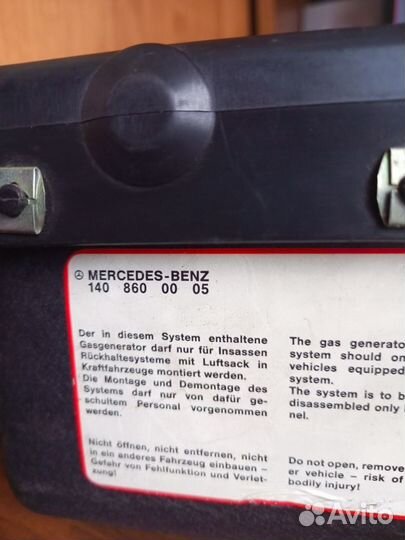 MERCEDES-BENZ
140 860 00 05
Der in diesem System enthaltene
Gasgenerator darf nur für Insassen
Rückhaltesysteme mit Luftsack in
Kraftfahrzeuge montiert werden.
Die Montage und Demontage des
Systems darf nur von dafür ge-
schultem Personal vorgenommen
werden.
Nicht öffnen, nicht entfernen, nicht
in ein anderes Fahrzeug einbauen –
Gefahr von Fehlfunktion und Verlet-
zung!
The gas generato
system should on
vehicles equipped
system.
The system is to b
disassembled only
nel.
Do not open, remove
er vehicle – risk of
bodily injury!
Avito